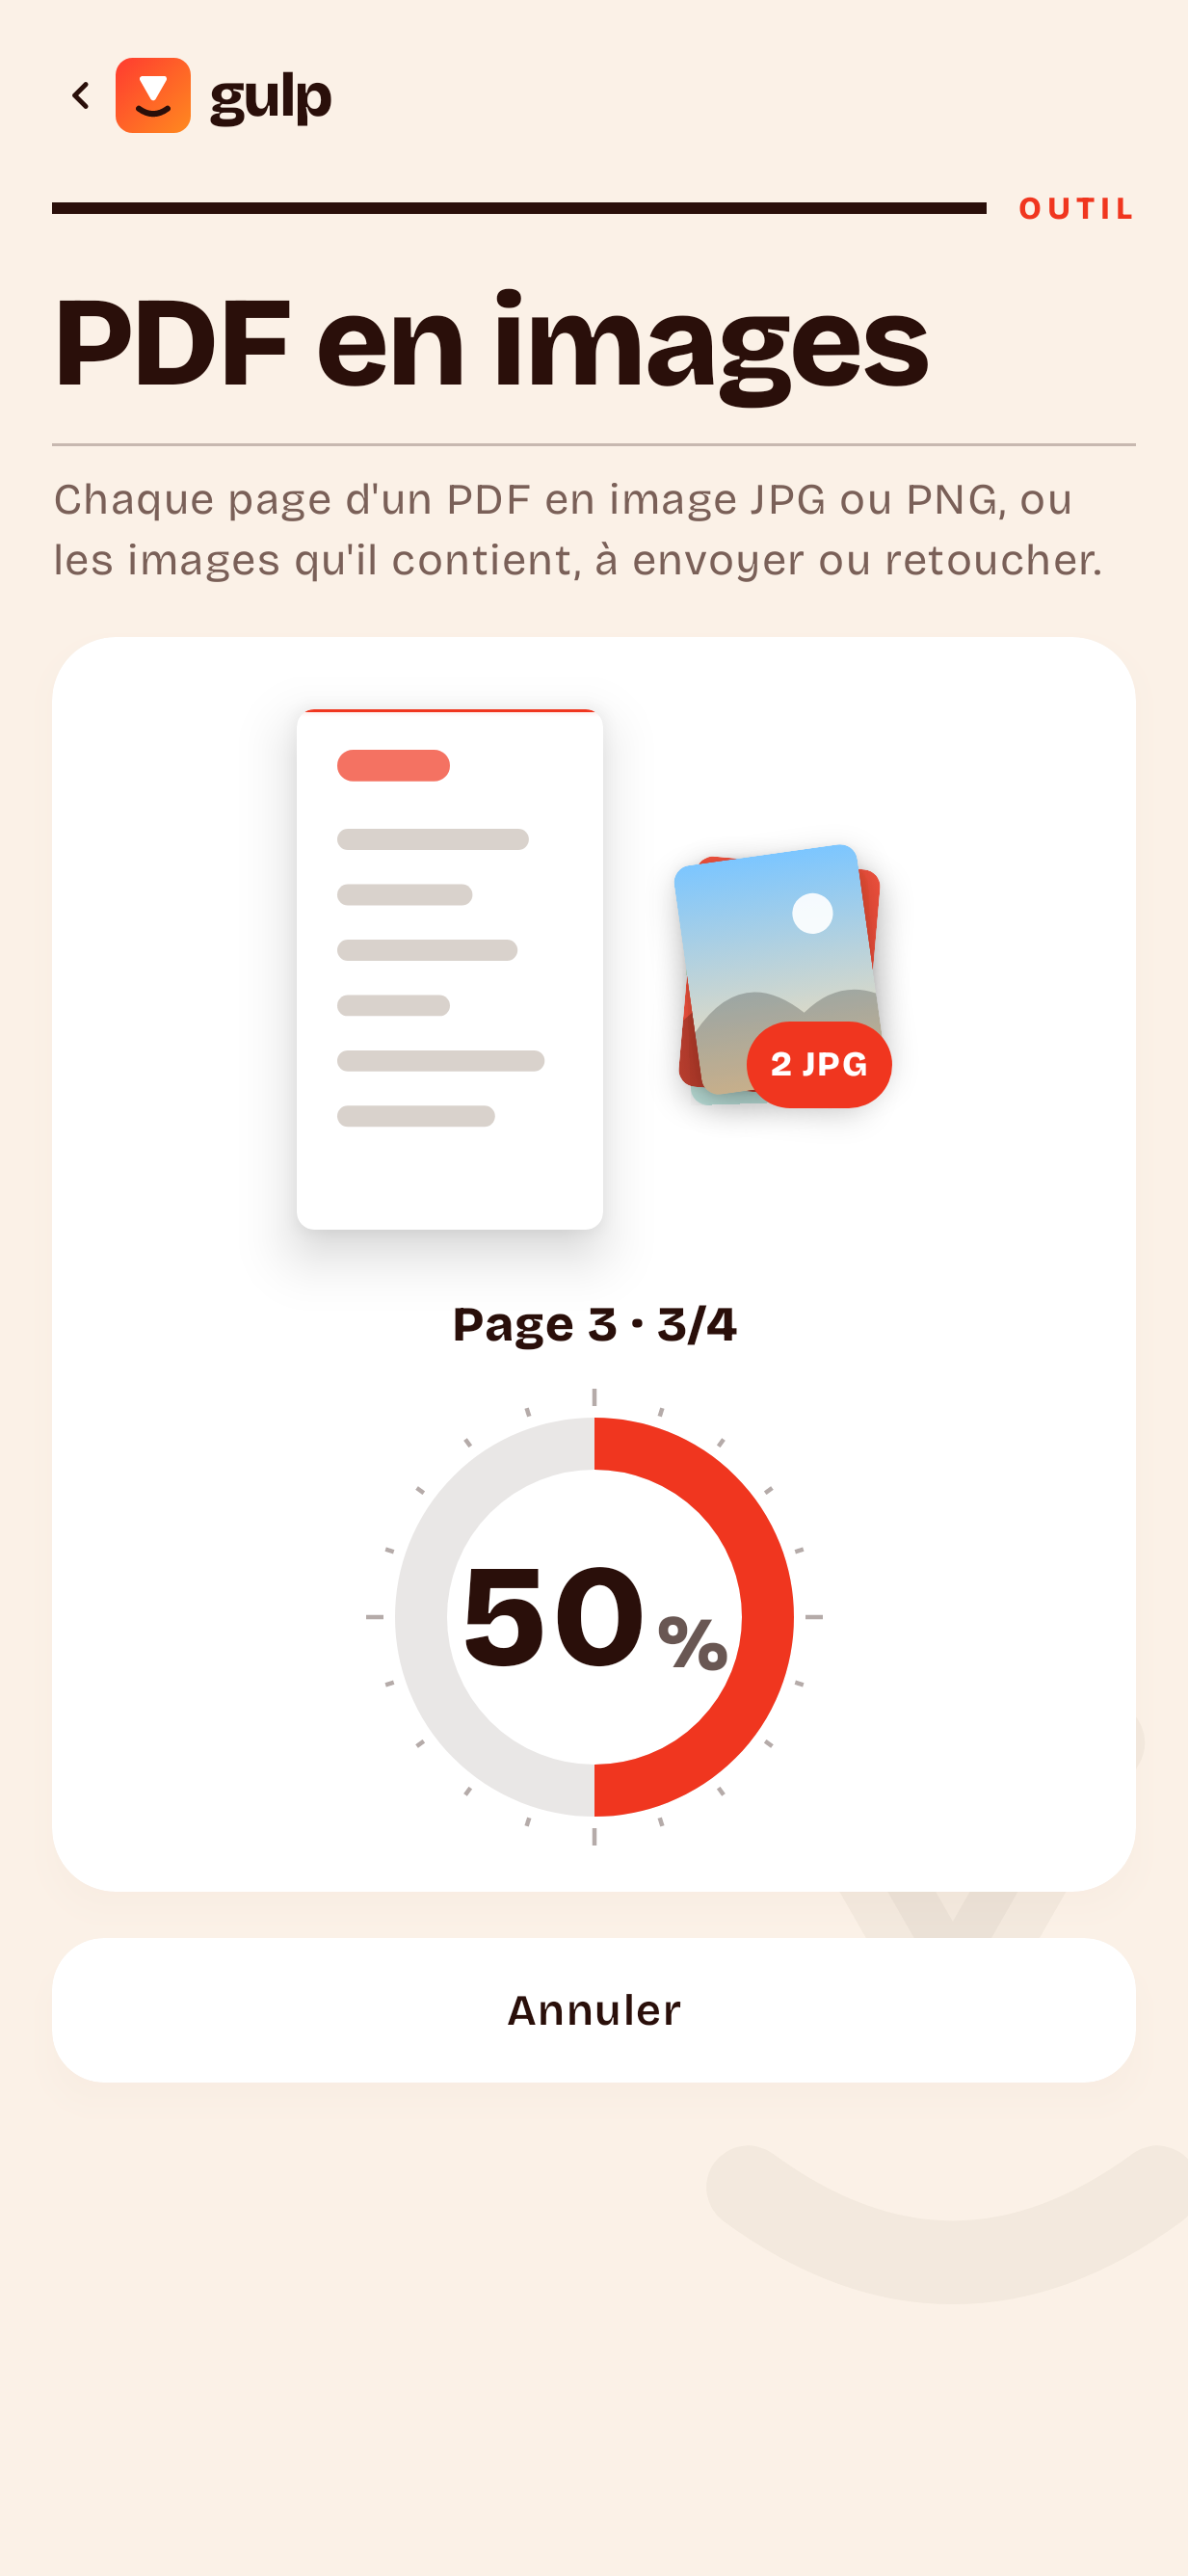 gulp
OUTIL
PDF en images
Chaque page d'un PDF en image JPG ou PNG, ou
les images qu'il contient, à envoyer ou retoucher.
2 JPG
Page 3 · 3/4
50 %
Annuler